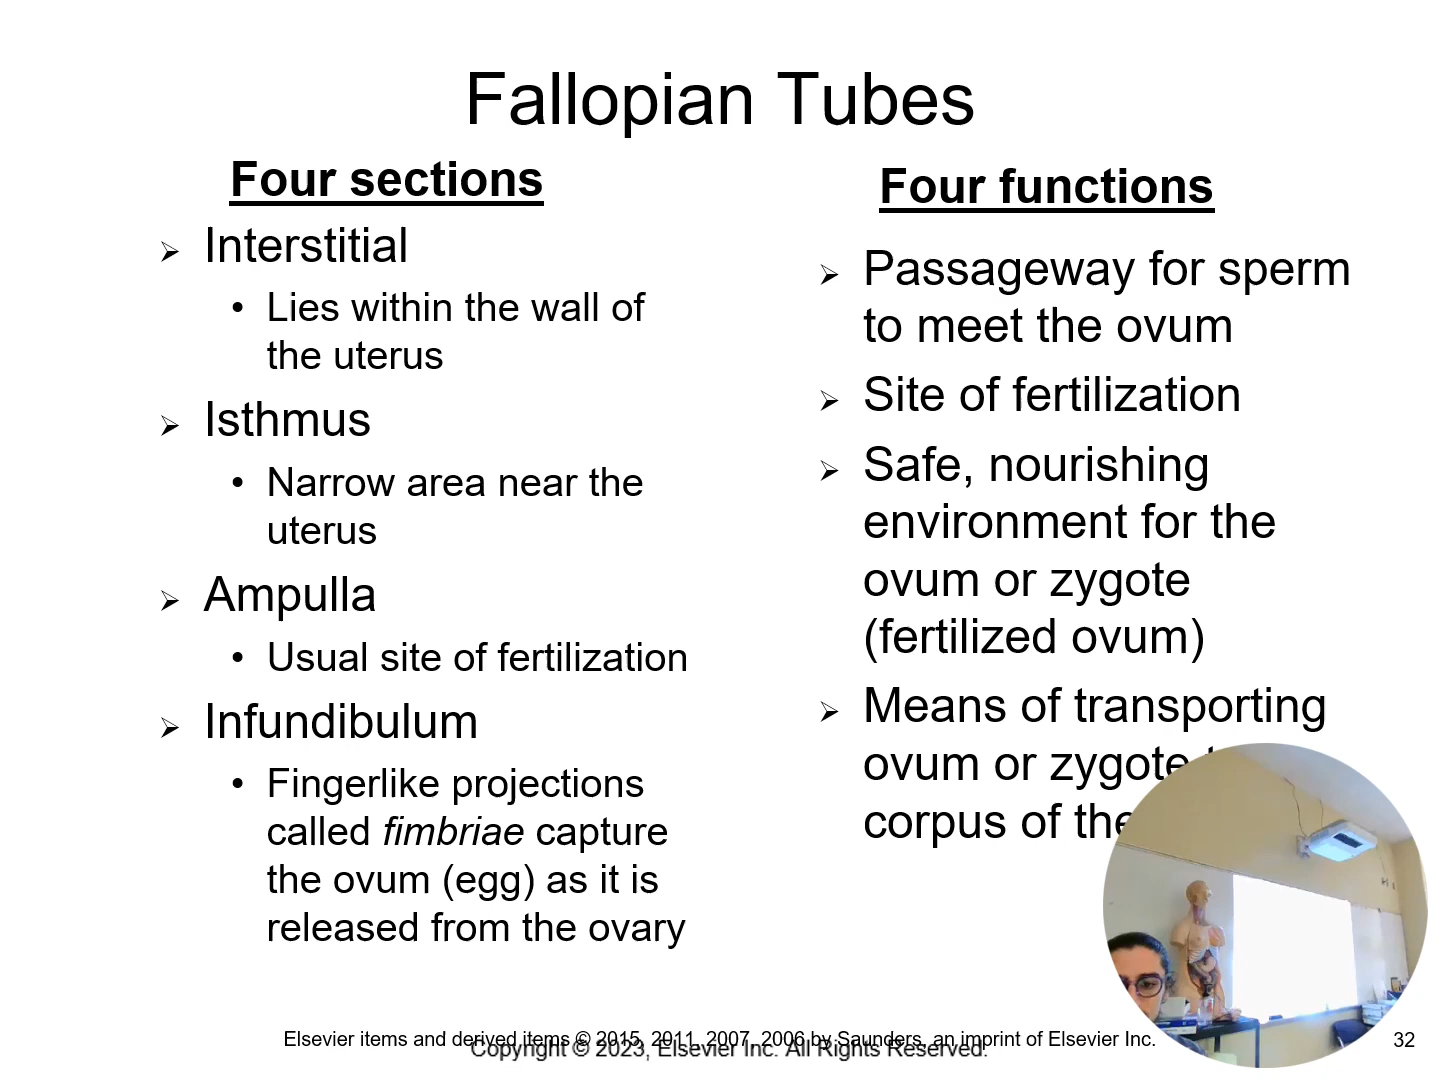 Fallopian Tubes
Four sections
Interstitial
• Lies within the wall of
the uterus
Isthmus
• Narrow area near the
uterus
Ampulla
• Usual site of fertilization
Infundibulum
• Fingerlike projections
called fimbriae capture
the ovum (egg) as it is
released from the ovary
Four functions
Passageway for sperm
to meet the ovum
Site of fertilization
Safe, nourishing
environment for the
ovum or zygote
(fertilized ovum)
Means of transporting
ovum or zygote
corpus of the
Elsevier items and derived items © 2015, 2011, 2007, 2006 by Saunders, an imprint of Elsevier Inc.
Copyright © 2023, Elsevier Inc. All Rights Reserved.
32